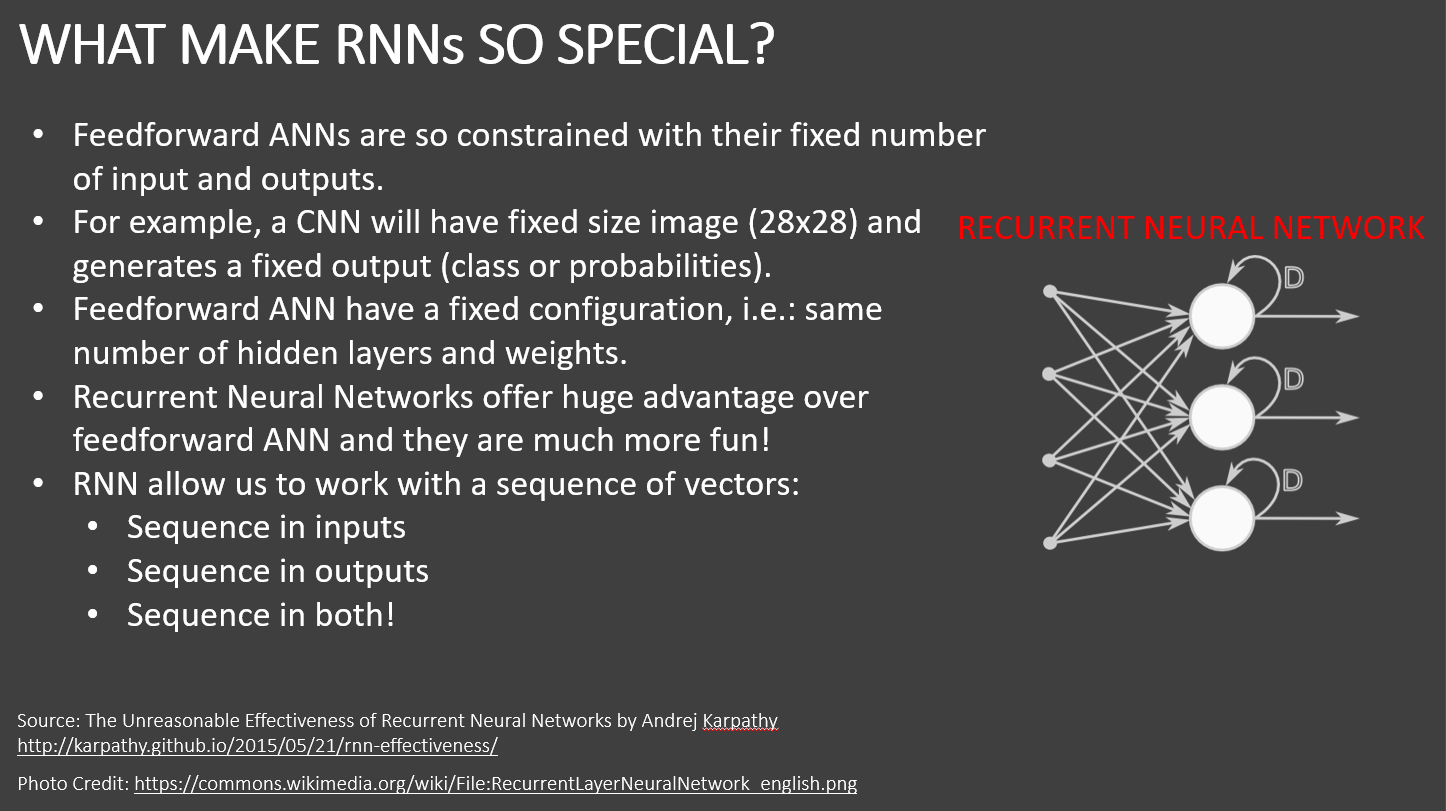 WHAT MAKE RNNs SO SPECIAL?
• Feedforward ANNs are so constrained with their fixed number
of input and outputs.
• For example, a CNN will have fixed size image (28x28) and
generates a fixed output (class or probabilities).
• Feedforward ANN have a fixed configuration, i.e.: same
number of hidden layers and weights.
• Recurrent Neural Networks offer huge advantage over
feedforward ANN and they are much more fun!
• RNN allow us to work with a sequence of vectors:
• Sequence in inputs
• Sequence in outputs
• Sequence in both!
RECURRENT NEURAL NETWORK
D
D
D
Source: The Unreasonable Effectiveness of Recurrent Neural Networks by Andrej Karpathy
http://karpathy.github.io/2015/05/21/rnn-effectiveness/
Photo Credit: https://commons.wikimedia.org/wiki/File:RecurrentLayerNeuralNetwork_english.png